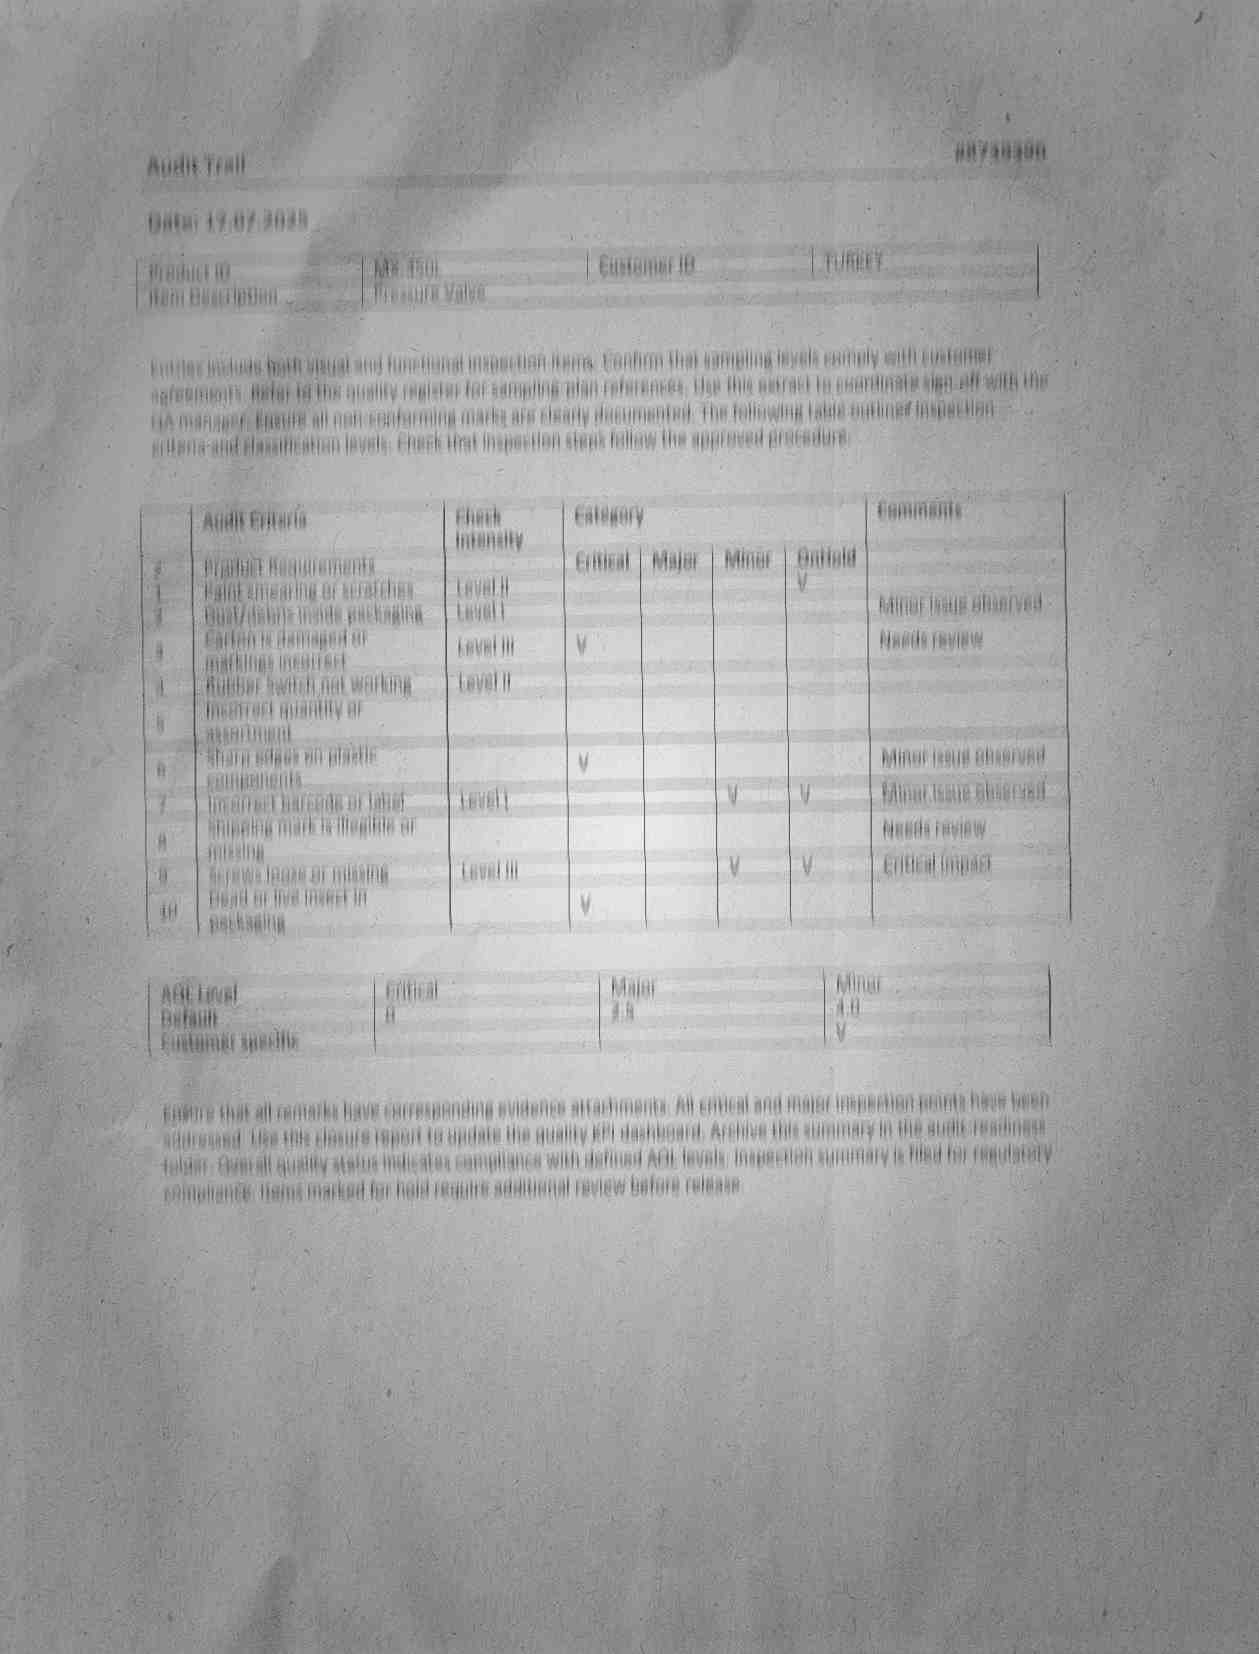 Audit Trail
Date: 17.07.2025
Product ID Customer ID TURKEY
Item Description Pressure Valve
Entries include both visual and functional inspection items. Confirm that sampling levels comply with customer
agreements. Refer to the quality register for sampling plan references. Use this extract to coordinate sign-off with the
QA manager. Ensure all non-conforming marks are clearly documented. The following table outlines inspection
criteria and classification levels. Check that inspection steps follow the approved procedure.
Audit Criteria Check Category Comments
Intensity
Product Requirements Critical Major Minor OnHold
1 Paint smearing or scratches Level II V
2 Dust/debris inside packaging Level I Minor issue observed
Carton is damaged or
3 Level III V Needs review
markings incorrect
4 Rubber Switch not working Level II
Incorrect quantity or
5
assortment
Sharp edges on plastic
6 V Minor issue observed
components
7 Incorrect barcode or label Level I V V Minor issue observed
Shipping mark is illegible or
8 Needs review
missing
9 Screws loose or missing Level III V V Critical impact
Dead or live insect in
10 V
packaging
AQL Level Critical Major Minor
Default 0 4.0
Customer specific V
Ensure that all remarks have corresponding evidence attachments. All critical and major inspection points have been
addressed. Use this closure report to update the quality KPI dashboard. Archive this summary in the audit readiness
folder. Overall quality status indicates compliance with defined AQL levels. Inspection summary is filed for regulatory
compliance. Items marked for hold require additional review before release.